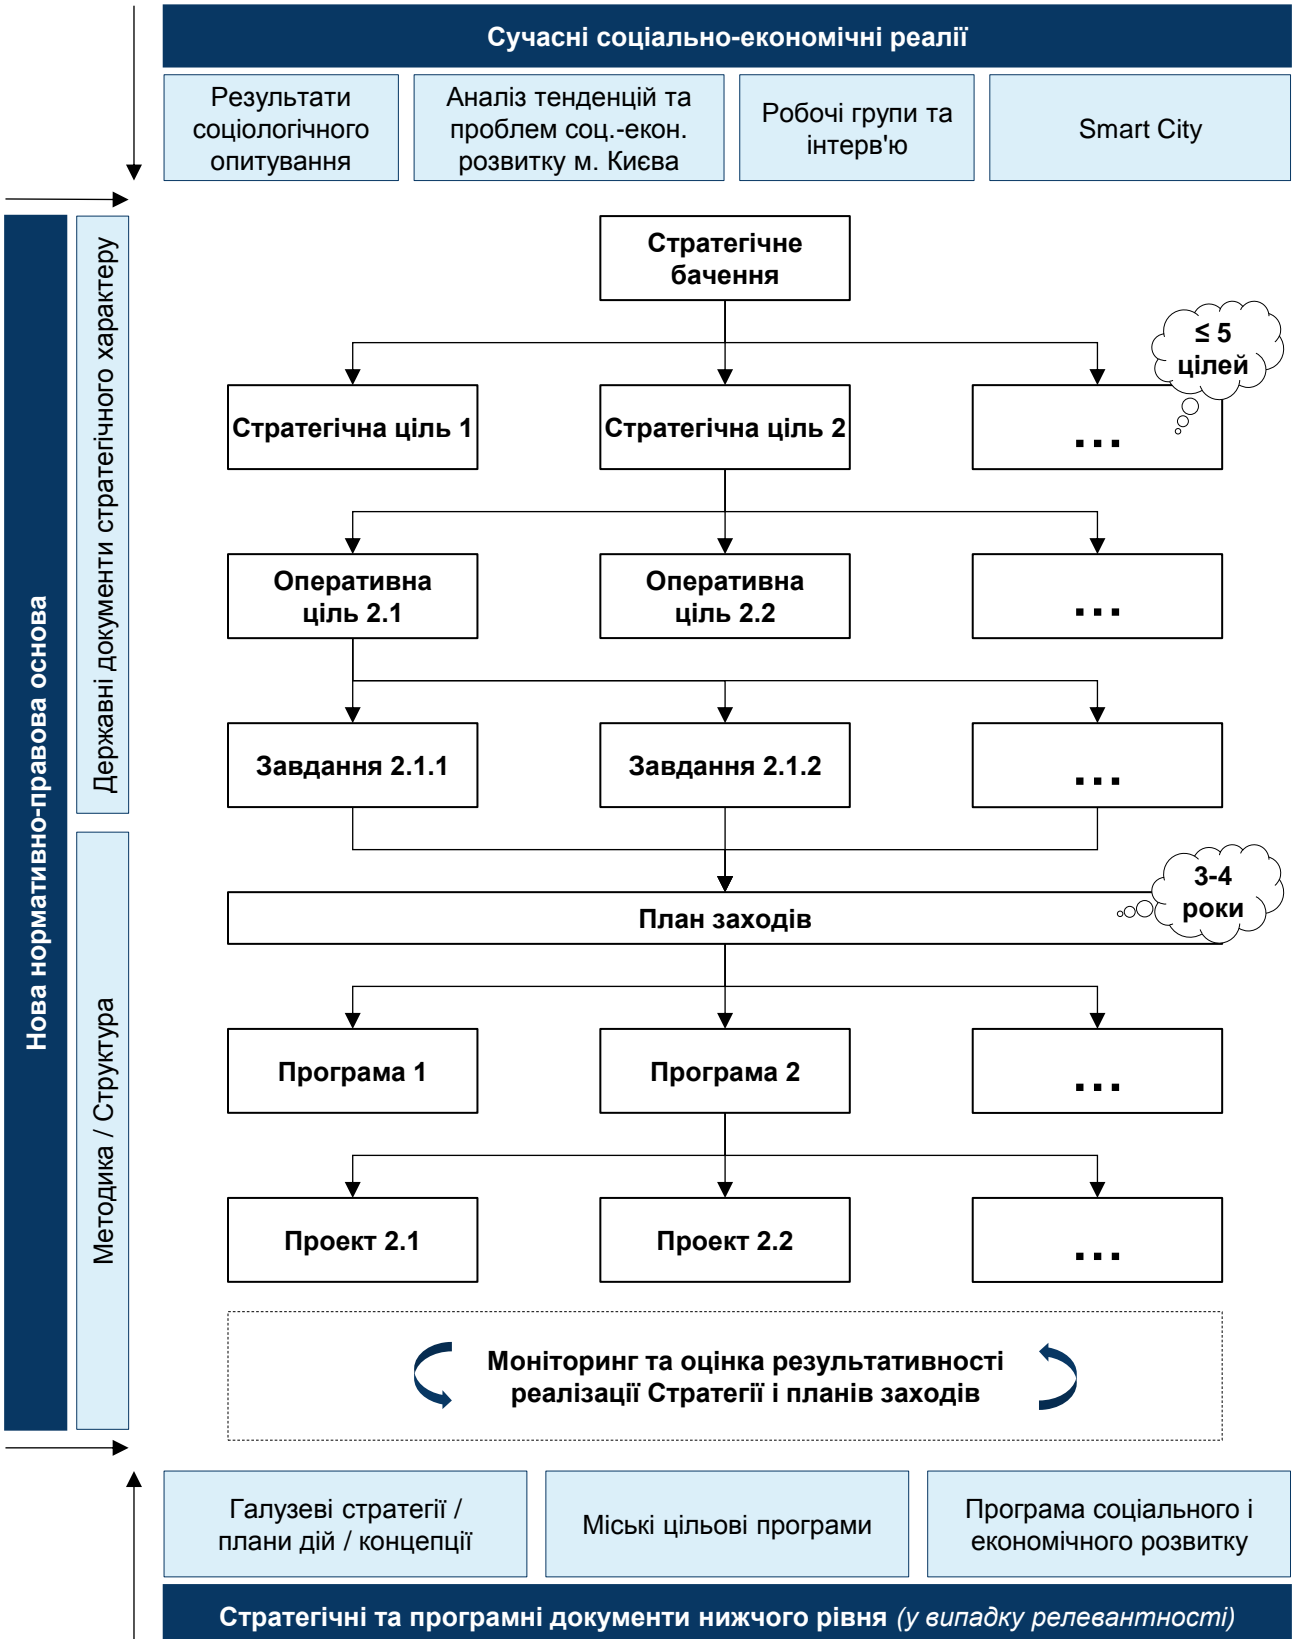 Сучасні соціально-економічні реалії
Результати
соціологічного
опитування
Аналіз тенденцій та
проблем соц.-екон.
розвитку м. Києва
Робочі групи та
інтерв'ю
Smart City
Нова нормативно-правова основа
Державні документи стратегічного характеру
Методика / Структура
Стратегічне
бачення
≤ 5
цілей
Стратегічна ціль 1
Стратегічна ціль 2
...
Оперативна
ціль 2.1
Оперативна
ціль 2.2
...
Завдання 2.1.1
Завдання 2.1.2
...
3-4
роки
План заходів
Програма 1
Програма 2
...
Проект 2.1
Проект 2.2
...
Моніторинг та оцінка результативності
реалізації Стратегії і планів заходів
Галузеві стратегії /
плани дій / концепції
Міські цільові програми
Програма соціального і
економічного розвитку
Стратегічні та програмні документи нижчого рівня (у випадку релевантності)